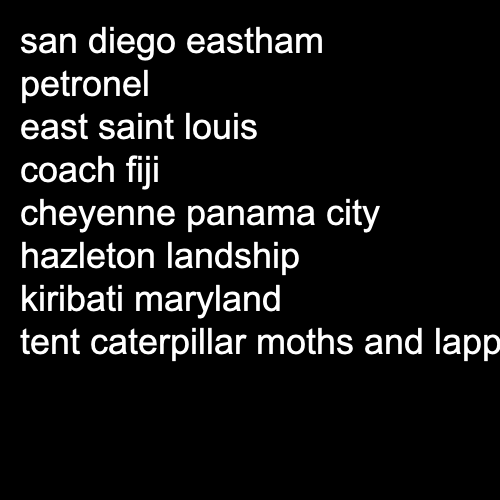 san diego eastham
petronel
east saint louis
coach fiji
cheyenne panama city
hazleton landship
kiribati maryland
tent caterpillar moths and lapp